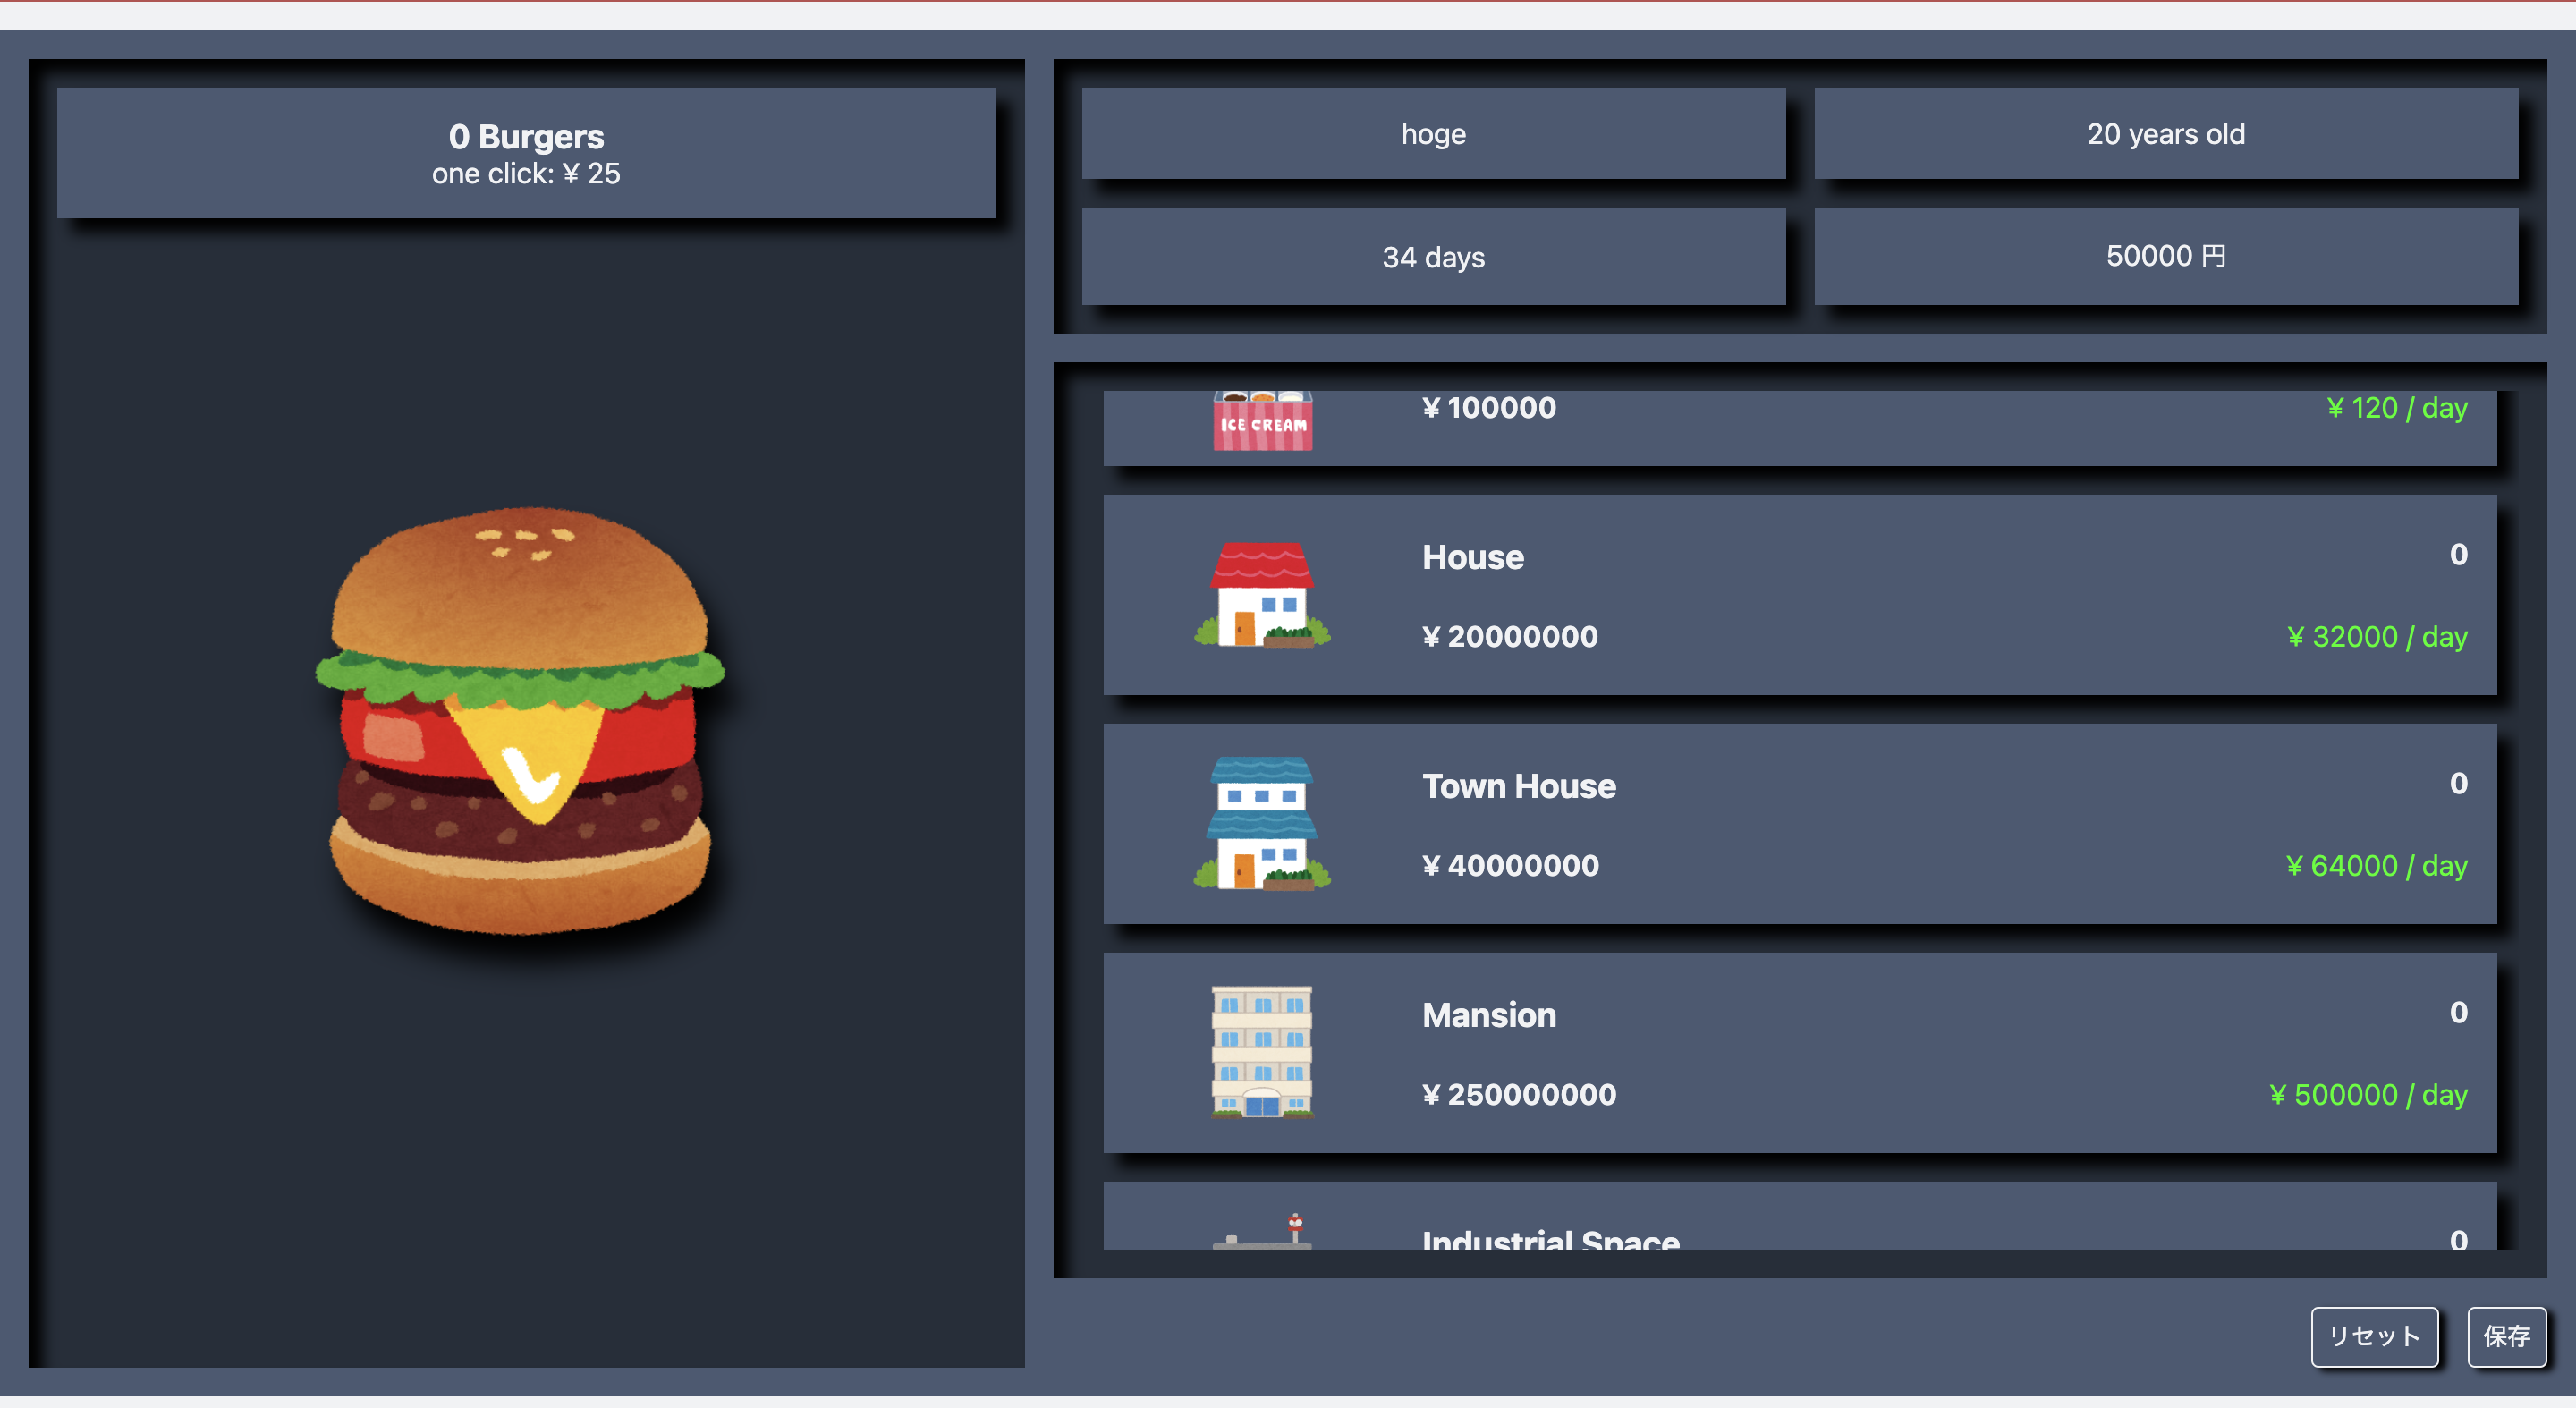 0 Burgers
one click: ¥ 25
hoge
20 years old
34 days
50000 円
ICE CREAM
¥ 100000
¥ 120 / day
House
0
¥ 20000000
¥ 32000 / day
Town House
0
¥ 40000000
¥ 64000 / day
Mansion
0
¥ 250000000
¥ 500000 / day
Industrial Space
0
リセット
保存